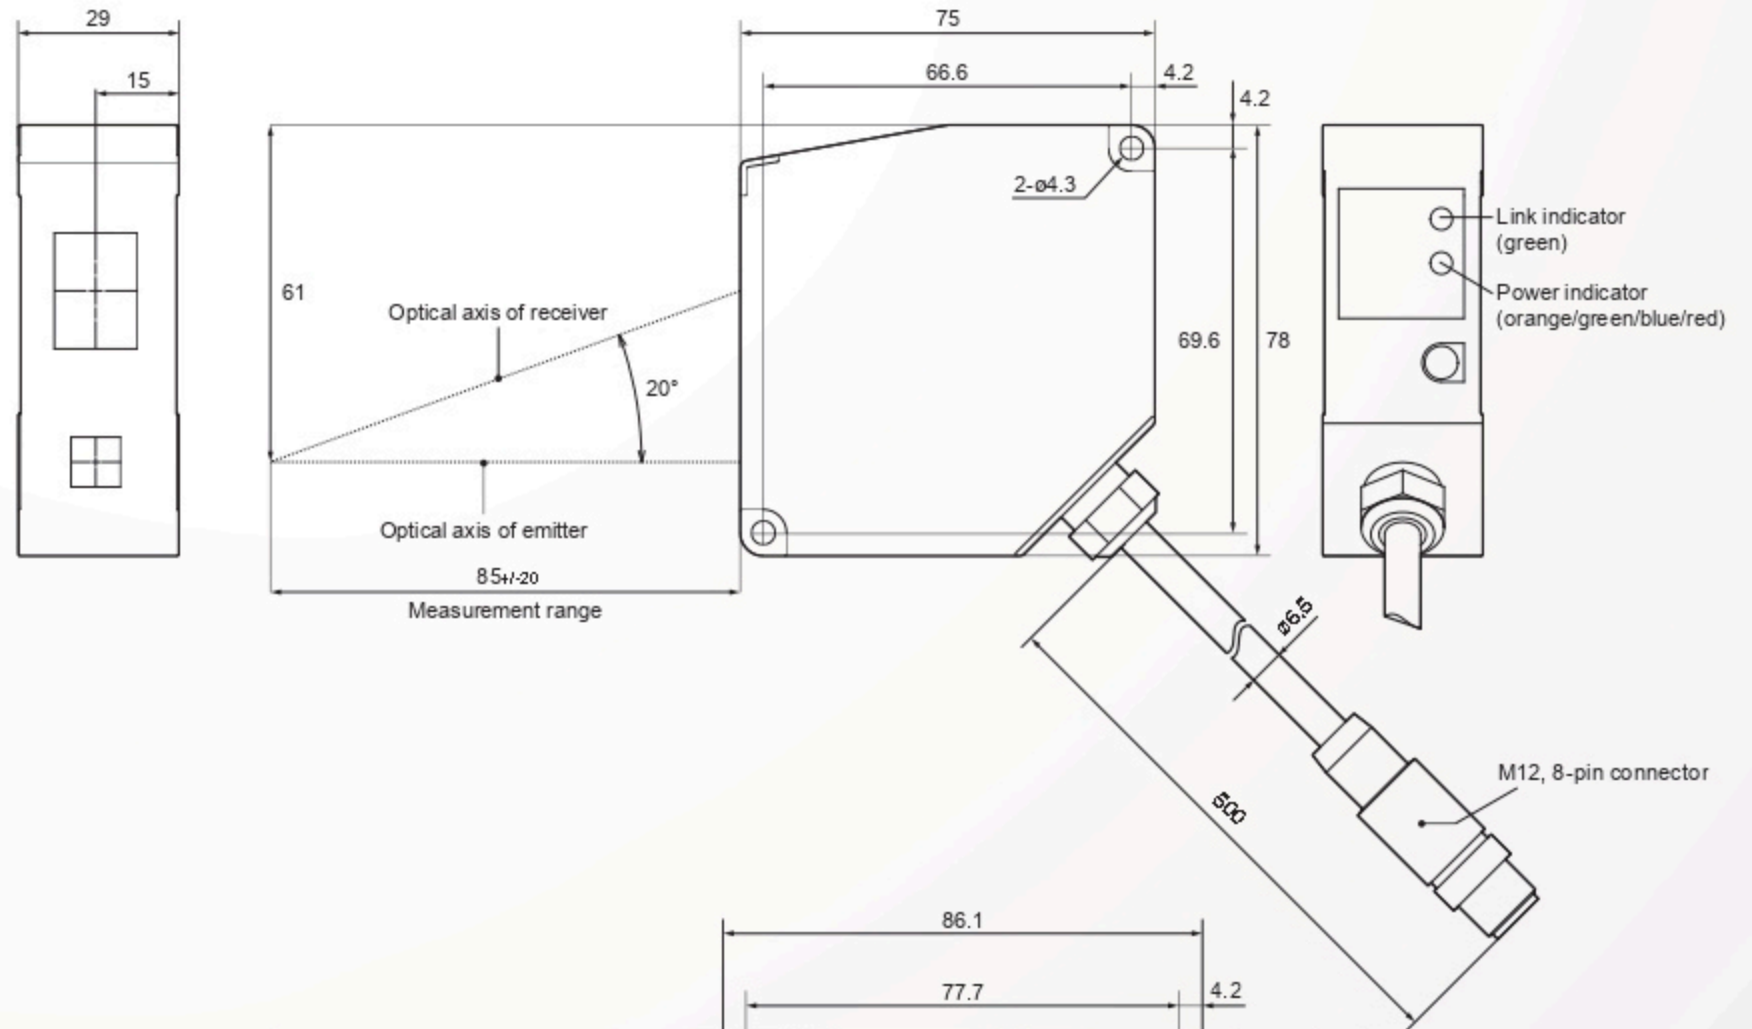 29
75
15
66.6
4.2
4.2
2-ø4.3
Link indicator
(green)
61
Optical axis of receiver
Power indicator
(orange/green/blue/red)
69.6
78
20°
Optical axis of emitter
85+/-20
Measurement range
ø6.5
M12, 8-pin connector
500
86.1
77.7
4.2